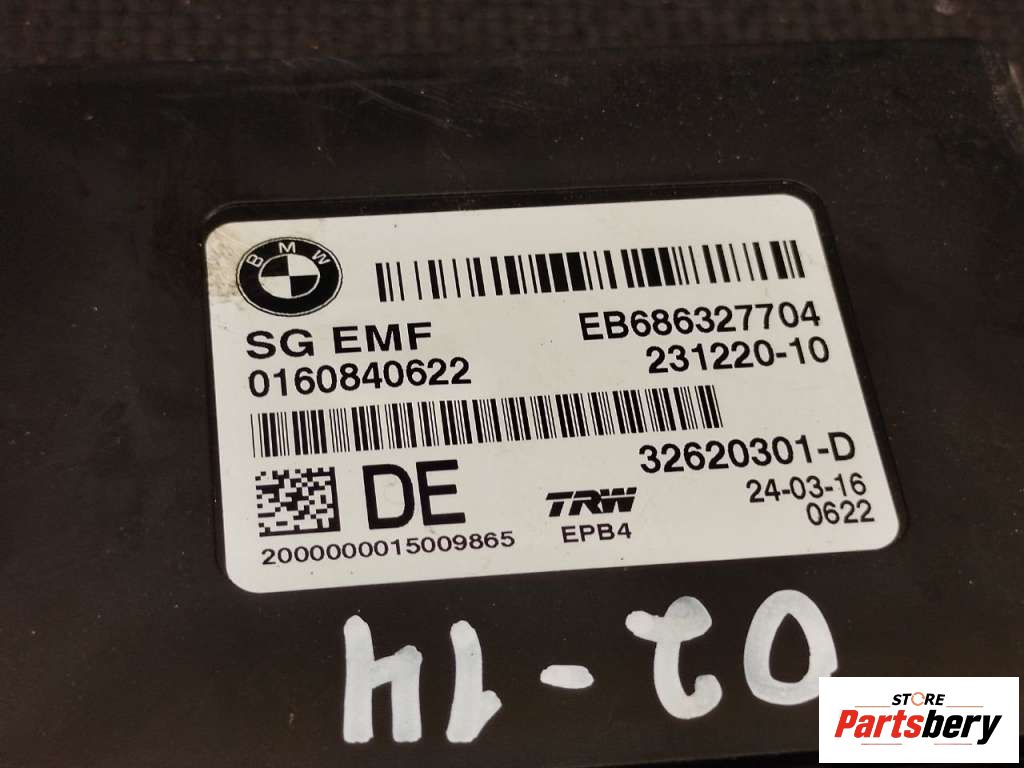 BMW
SG EMF
0160840622
EB686327704
231220-10
32620301-D
24-03-16
0622
DE
TRW
EPB4
2000000015009865
02-14
STORE
Partsbery